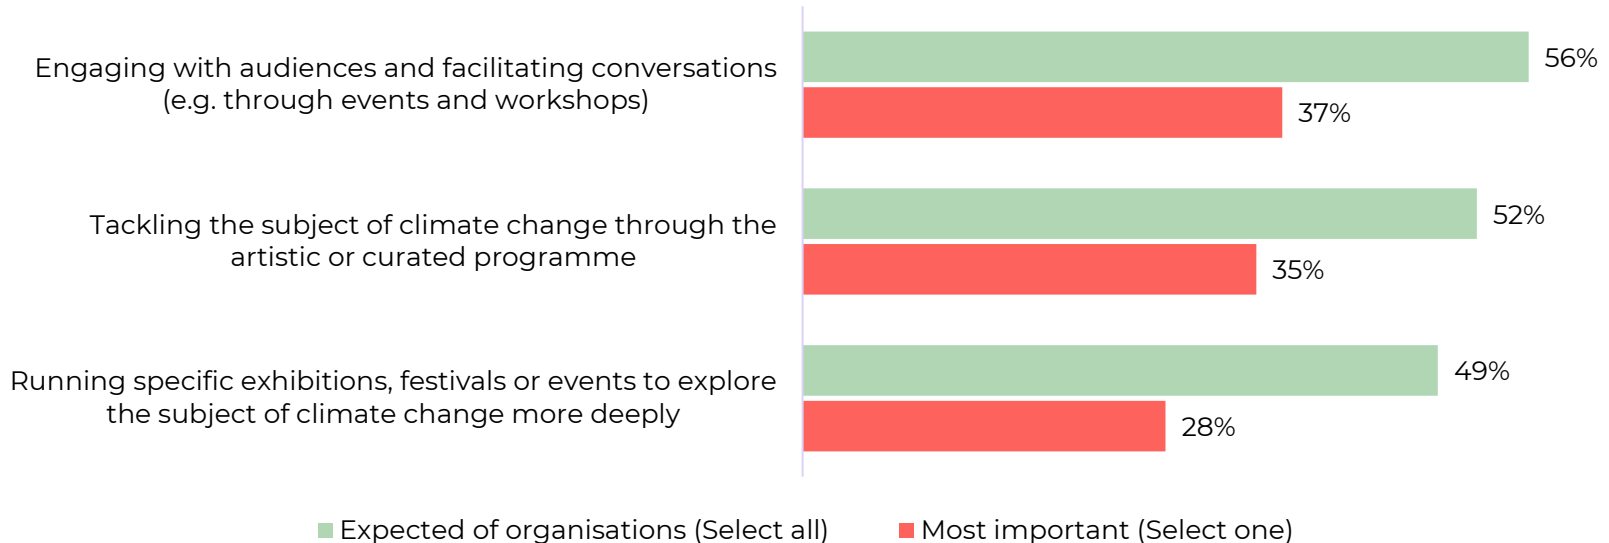 Engaging with audiences and facilitating conversations
(e.g. through events and workshops)
56%
37%
Tackling the subject of climate change through the
artistic or curated programme
52%
35%
Running specific exhibitions, festivals or events to explore
the subject of climate change more deeply
49%
28%
Expected of organisations (Select all)
Most important (Select one)